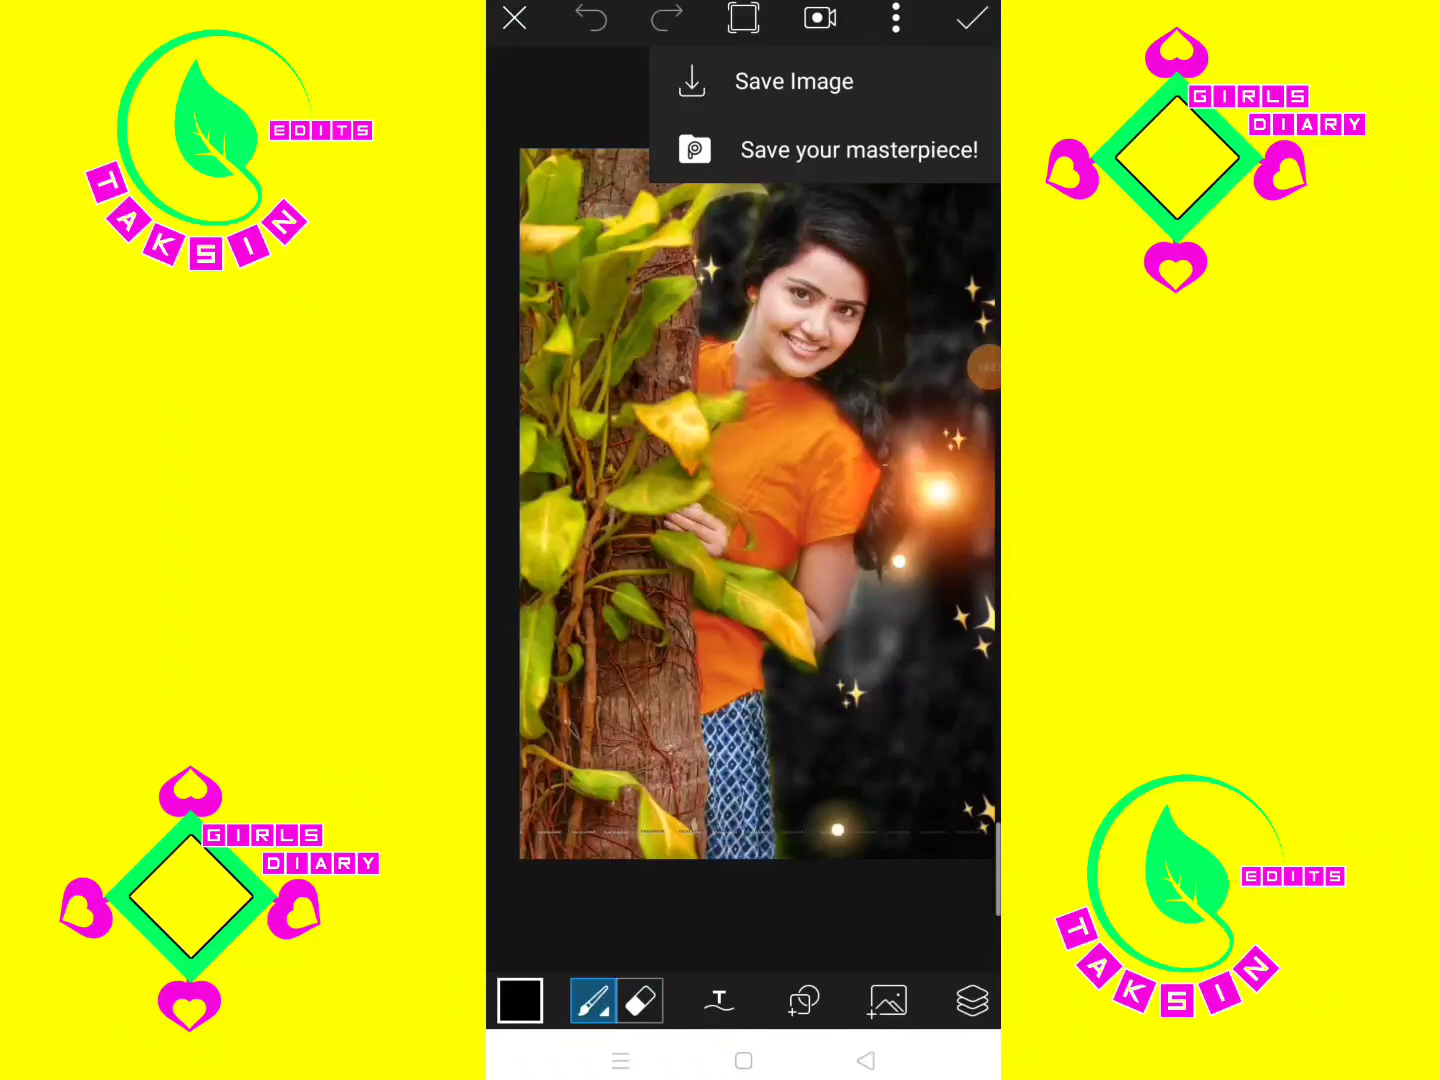 EDITS
TAKSIN
Save Image
Save your masterpiece!
GIRLS
DIARY
GIRLS
DIARY
T
EDITS
TAKSIN